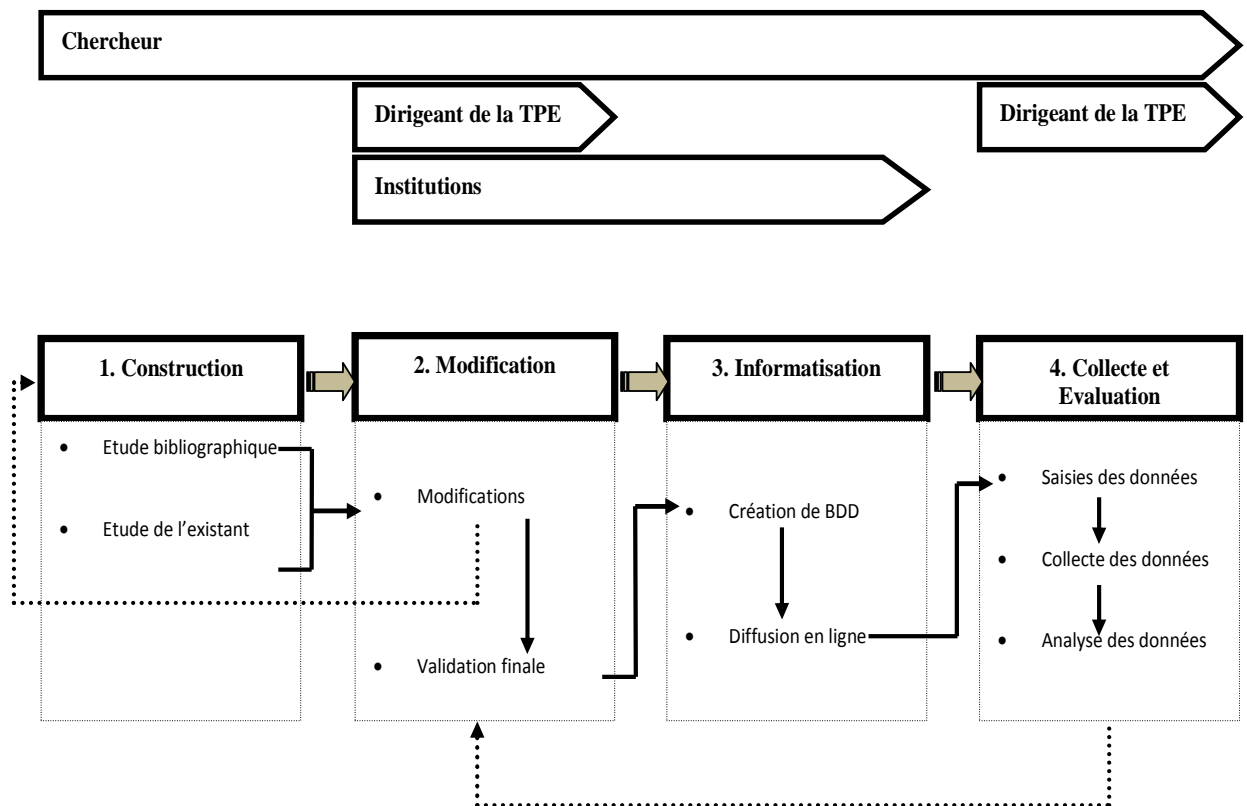 Chercheur
Dirigeant de la TPE
Dirigeant de la TPE
Institutions
1. Construction
2. Modification
3. Informatisation
4. Collecte et
Evaluation
• Etude bibliographique
• Etude de l’existant
• Modifications
• Validation finale
• Création de BDD
• Diffusion en ligne
• Saisies des données
• Collecte des données
• Analyse des données